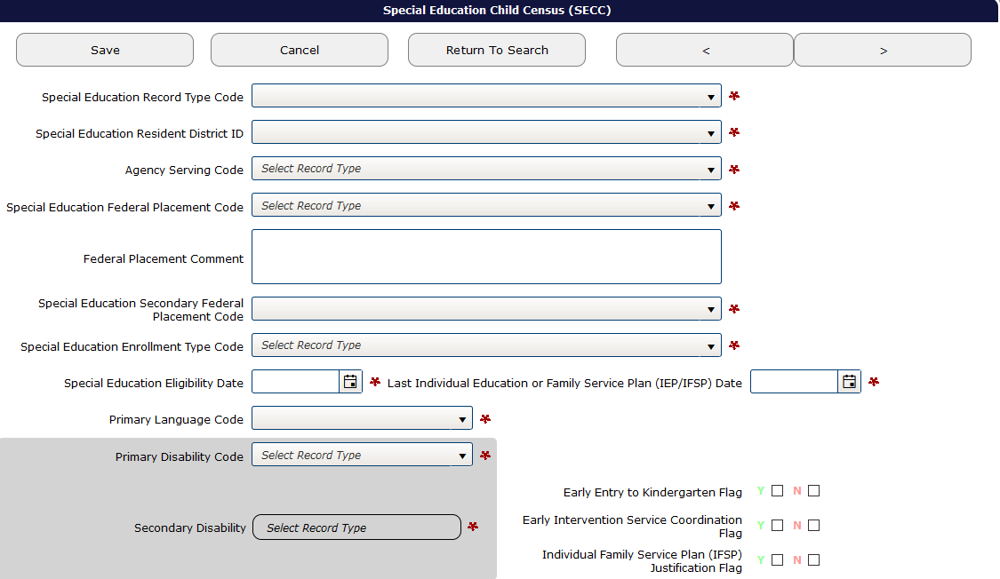 Special Education Child Census (SECC)
Save Cancel Return To Search < >
Special Education Record Type Code *
Special Education Resident District ID *
Agency Serving Code Select Record Type *
Special Education Federal Placement Code Select Record Type *
Federal Placement Comment
Special Education Secondary Federal
Placement Code *
Special Education Enrollment Type Code Select Record Type *
Special Education Eligibility Date * Last Individual Education or Family Service Plan (IEP/IFSP) Date *
Primary Language Code *
Primary Disability Code Select Record Type *
Early Entry to Kindergarten Flag Y N
Secondary Disability Select Record Type *
Early Intervention Service Coordination
Flag Y N
Individual Family Service Plan (IFSP)
Justification Flag Y N